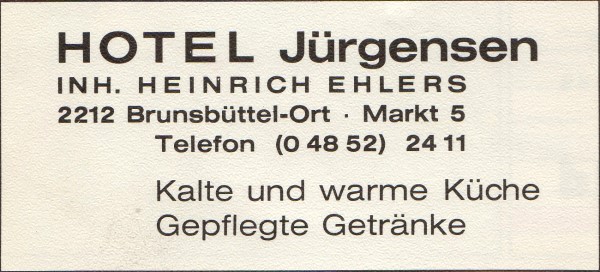 HOTEL Jürgensen
INH. HEINRICH EHLERS
2212 Brunsbüttel-Ort · Markt 5
Telefon (0 48 52) 24 11
Kalte und warme Küche
Gepflegte Getränke